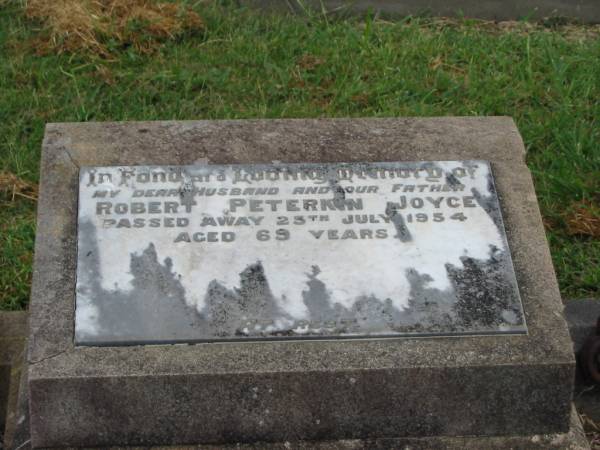 In Fond and Loving Memory of
MY DEAR HUSBAND AND OUR FATHER
ROBERT PETERKIN JOYCE
PASSED AWAY 25TH JULY 1954
AGED 69 YEARS.